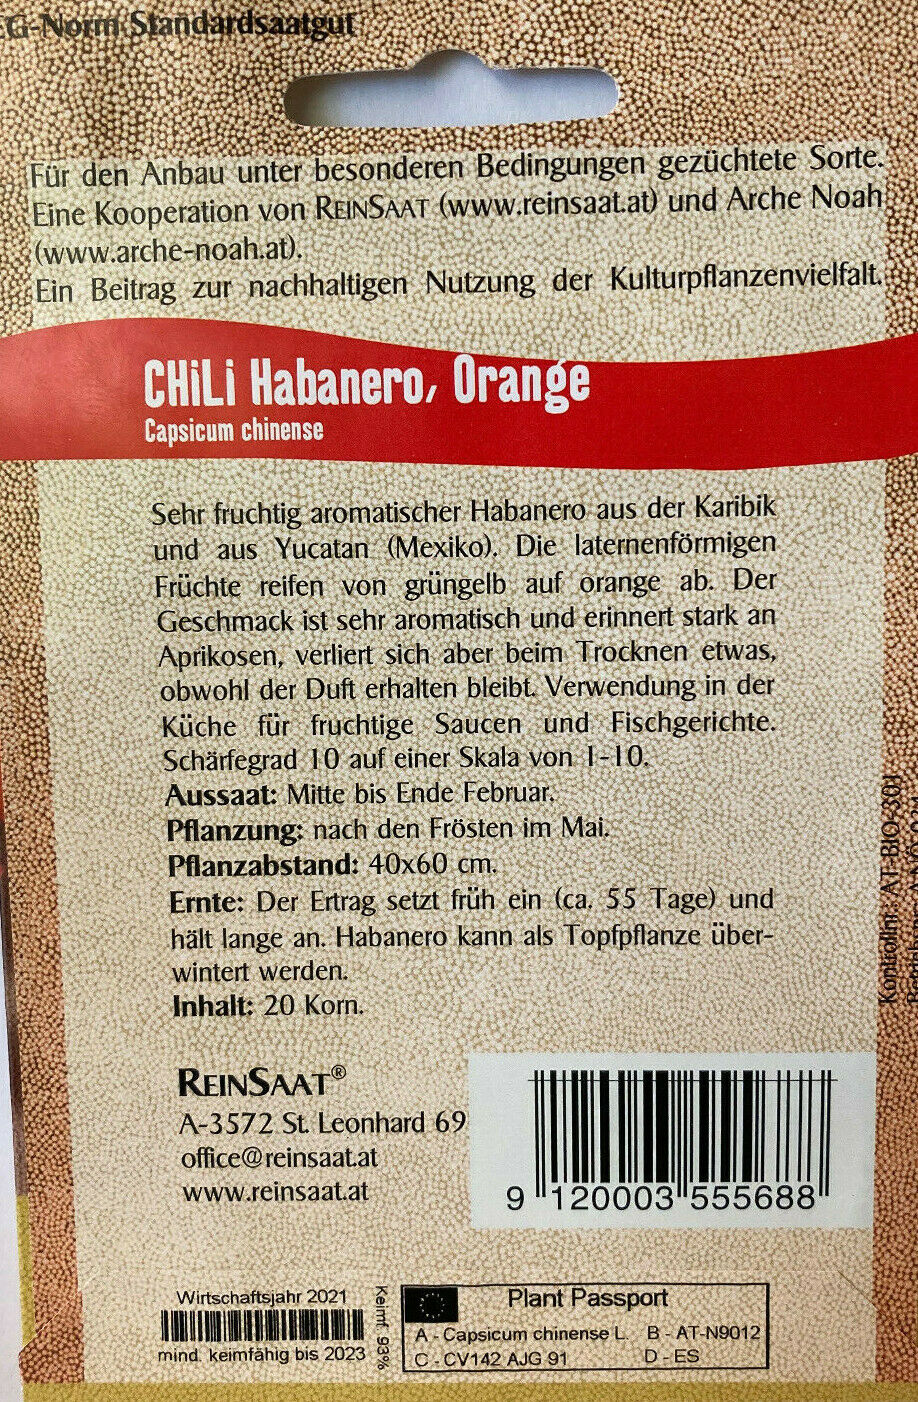 G-Norm Standardsaatgut
Für den Anbau unter besonderen Bedingungen gezüchtete Sorte.
Eine Kooperation von REINSAAT (www.reinsaat.at) und Arche Noah
(www.arche-noah.at).
Ein Beitrag zur nachhaltigen Nutzung der Kulturpflanzenvielfalt.
CHiLi Habanero, Orange
Capsicum chinense
Sehr fruchtig aromatischer Habanero aus der Karibik
und aus Yucatan (Mexiko). Die laternenförmigen
Früchte reifen von grüngelb auf orange ab. Der
Geschmack ist sehr aromatisch und erinnert stark an
Aprikosen, verliert sich aber beim Trocknen etwas,
obwohl der Duft erhalten bleibt. Verwendung in der
Küche für fruchtige Saucen und Fischgerichte.
Schärfegrad 10 auf einer Skala von 1-10.
Aussaat: Mitte bis Ende Februar.
Pflanzung: nach den Frösten im Mai.
Pflanzabstand: 40x60 cm.
Ernte: Der Ertrag setzt früh ein (ca. 55 Tage) und
hält lange an. Habanero kann als Topfpflanze über-
wintert werden.
Inhalt: 20 Korn.
REINSAAT®
A-3572 St. Leonhard 69
office@reinsaat.at
www.reinsaat.at
9 120003 555688
Kontrollnr.: AT-BIO-301
Wirtschaftsjahr 2021
mind. keimfähig bis 2023
Keimf. 93%
Plant Passport
A - Capsicum chinense L. B - AT-N9012
C - CV142 AJG 91 D - ES